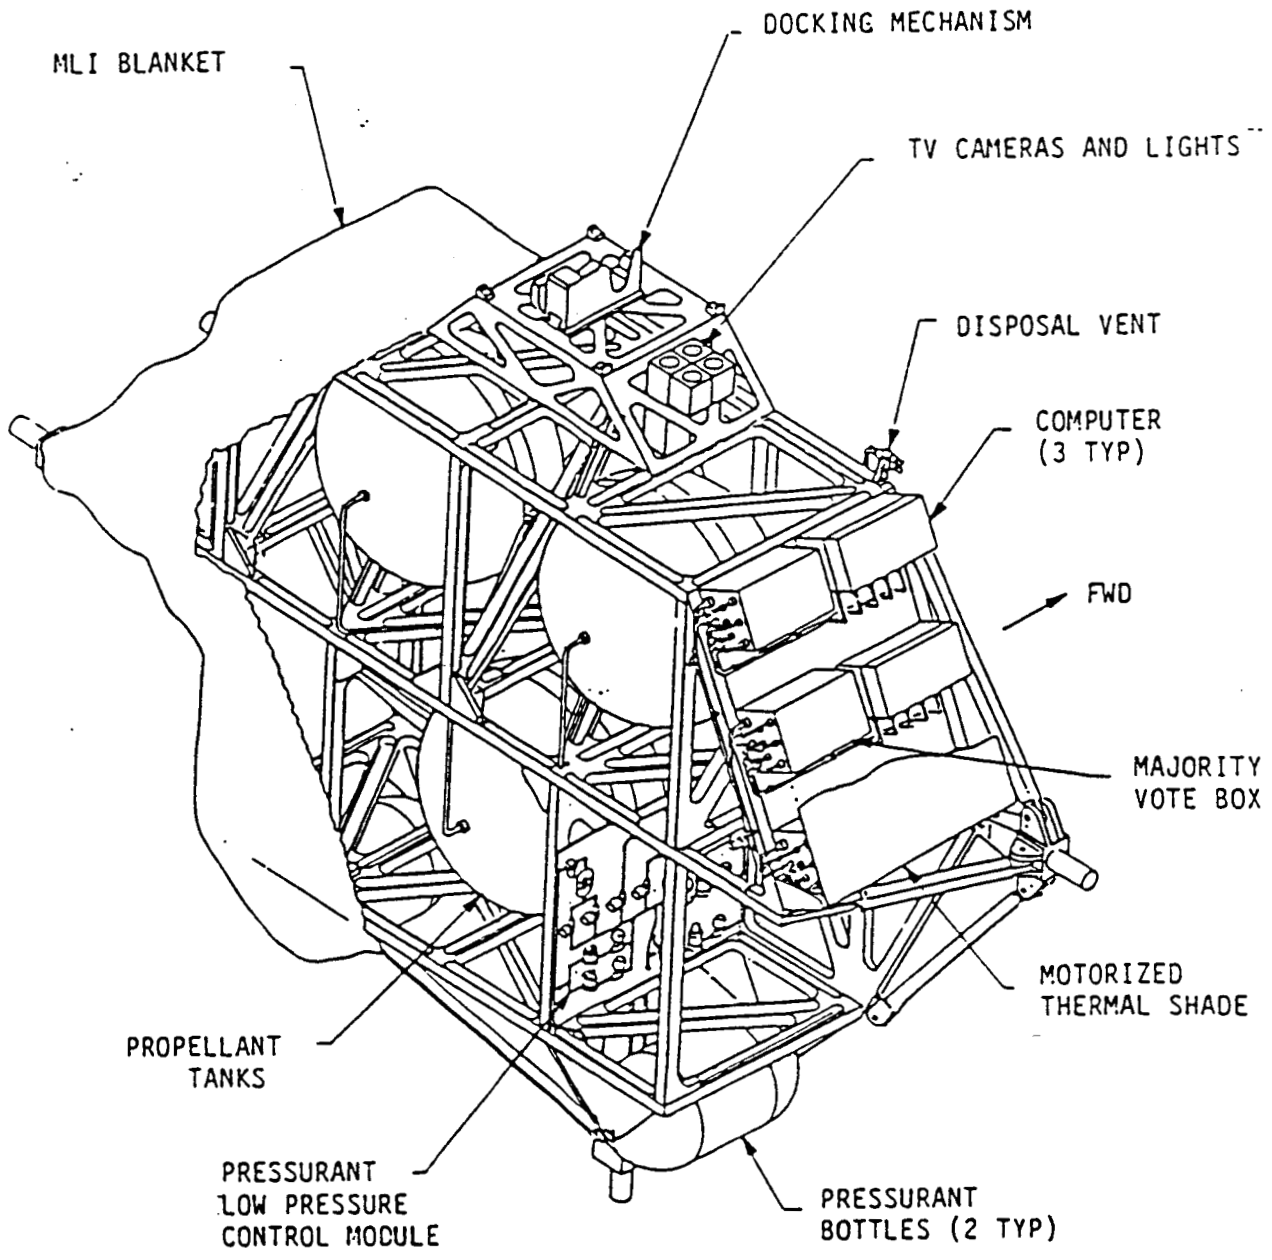 DOCKING MECHANISM
MLI BLANKET
TV CAMERAS AND LIGHTS
DISPOSAL VENT
COMPUTER
(3 TYP)
FWD
MAJORITY
VOTE BOX
MOTORIZED
THERMAL SHADE
PROPELLANT
TANKS
PRESSURANT
LOW PRESSURE
CONTROL MODULE
PRESSURANT
BOTTLES (2 TYP)